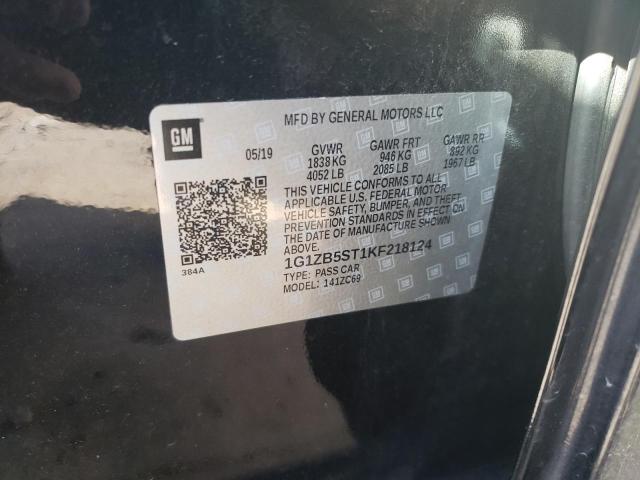 GM
MFD BY GENERAL MOTORS LLC
05/19 GVWR GAWR FRT GAWR RR
1838 KG 946 KG 892 KG
4052 LB 2085 LB 1967 LB
THIS VEHICLE CONFORMS TO ALL
APPLICABLE U.S. FEDERAL MOTOR
VEHICLE SAFETY, BUMPER, AND THEFT
PREVENTION STANDARDS IN EFFECT ON
THE DATE OF MANUFACTURE SHOWN
ABOVE.
1G1ZB5ST1KF218124
TYPE: PASS CAR
MODEL: 141ZC69
384A